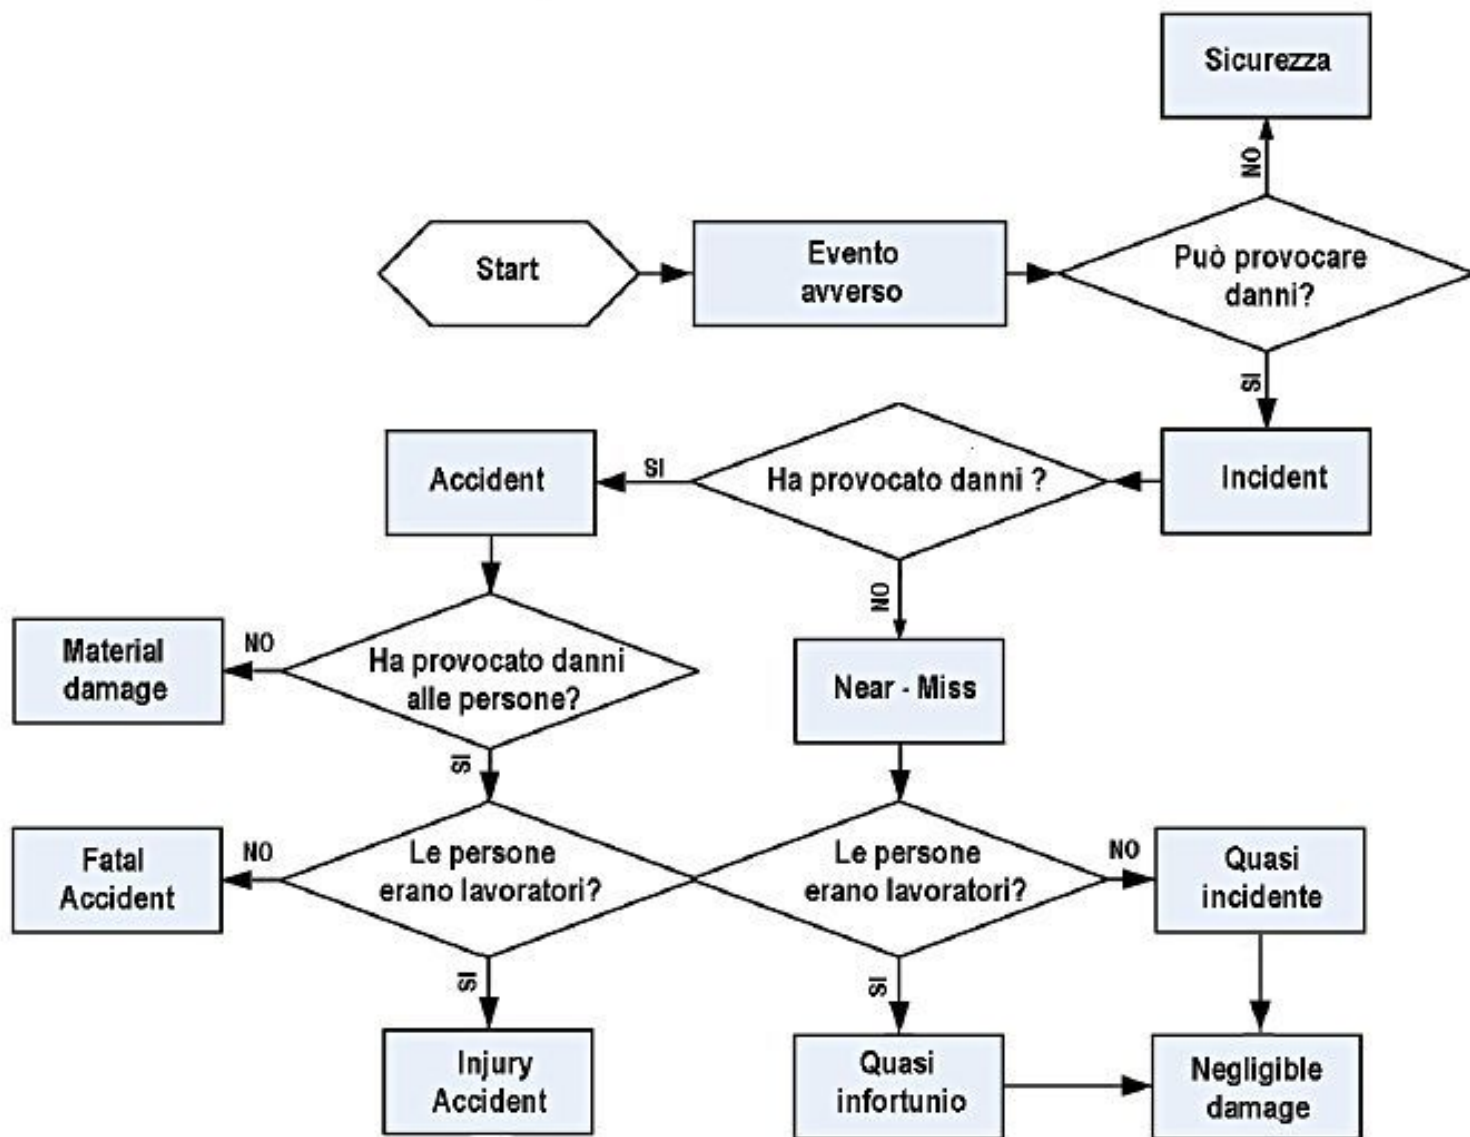 Sicurezza
NO
Start
Evento
avverso
Può provocare
danni?
SI
Accident
SI
Ha provocato danni ?
Incident
NO
Material
damage
NO
Ha provocato danni
alle persone?
Near - Miss
SI
Fatal
Accident
NO
Le persone
erano lavoratori?
Le persone
erano lavoratori?
NO
Quasi
incidente
SI
SI
Injury
Accident
Quasi
infortunio
Negligible
damage